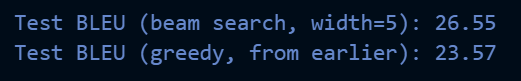 Test BLEU (beam search, width=5): 26.55
Test BLEU (greedy, from earlier): 23.57